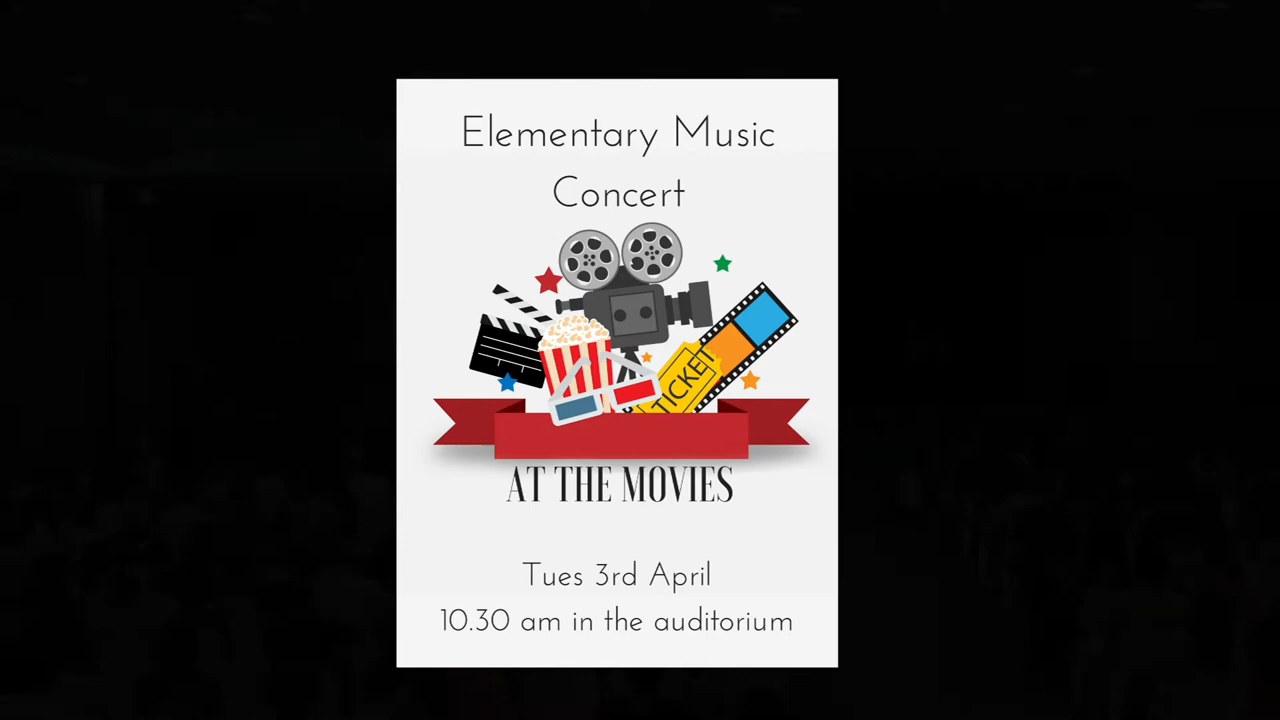 Elementary Music
Concert
TICKET
AT THE MOVIES
Tues 3rd April
10.30 am in the auditorium